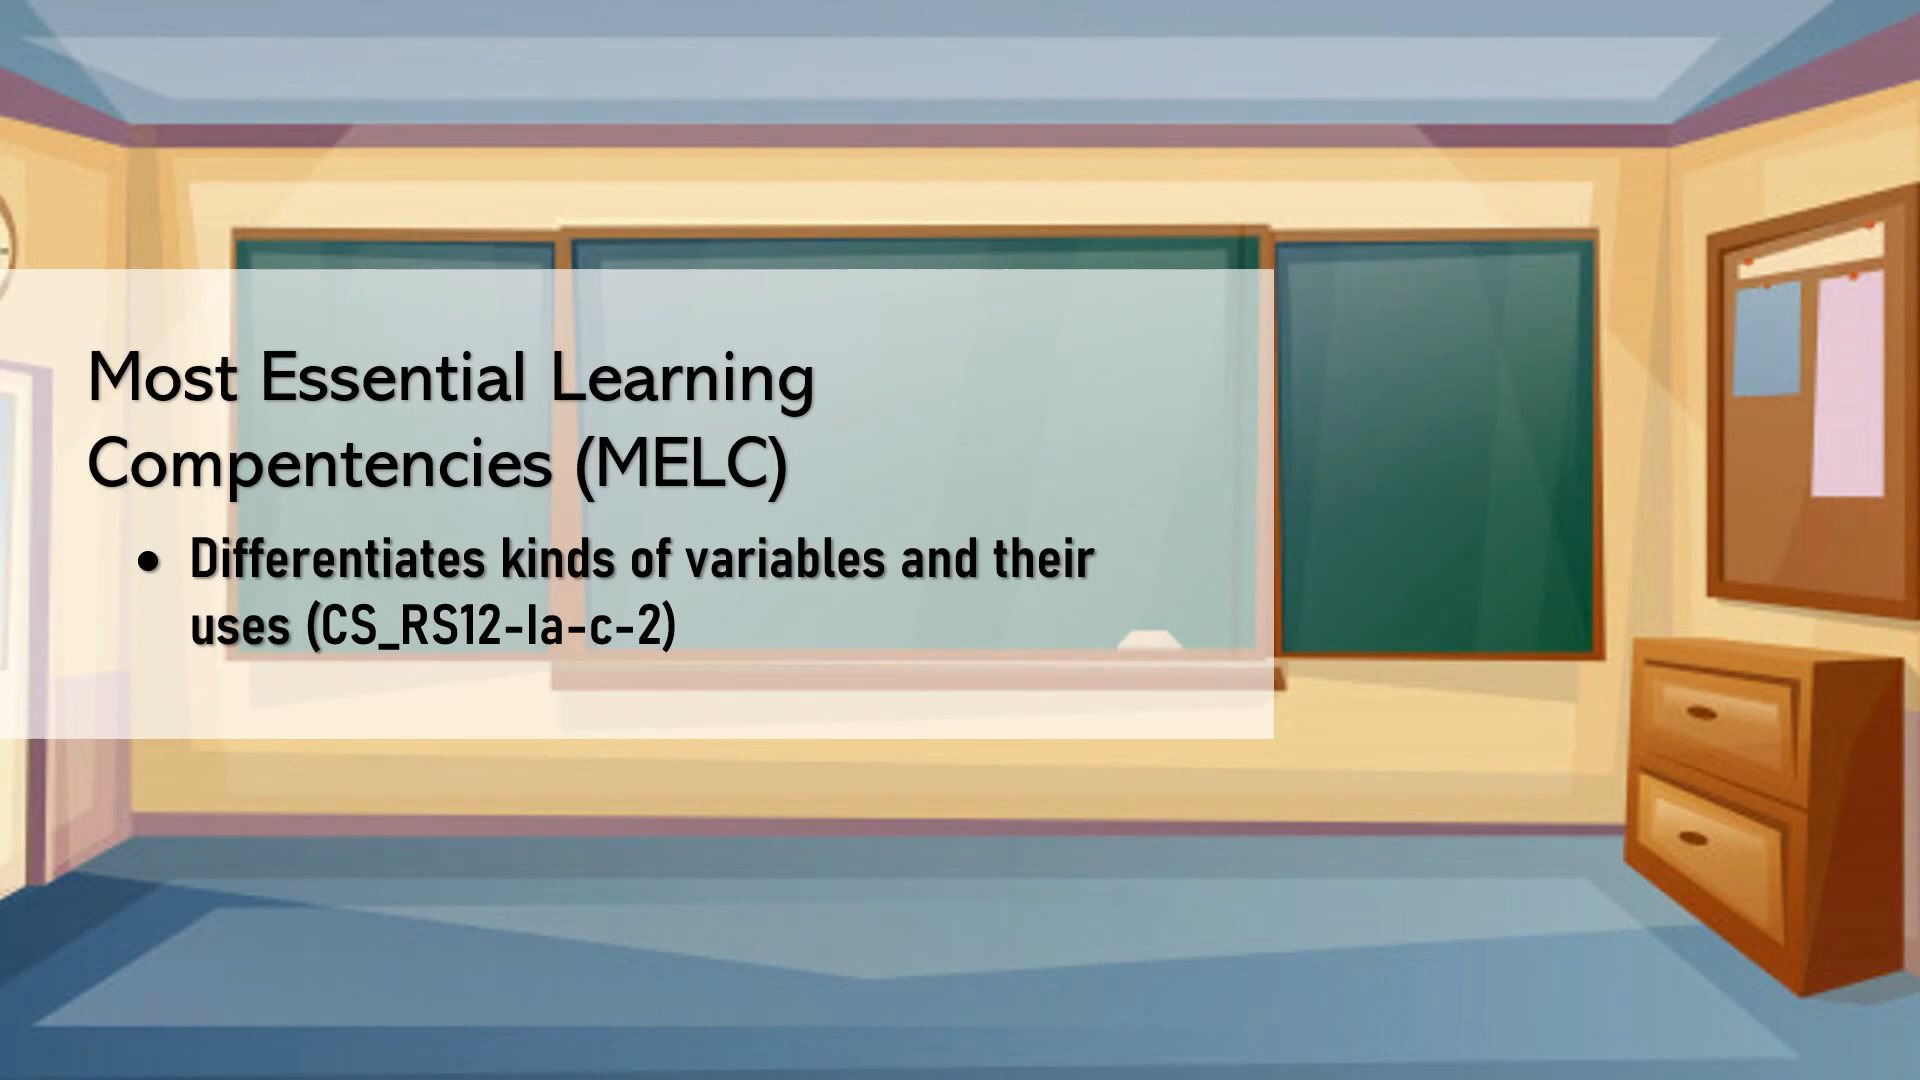 Most Essential Learning
Compentencies (MELC)
• Differentiates kinds of variables and their
uses (CS_RS12-Ia-c-2)